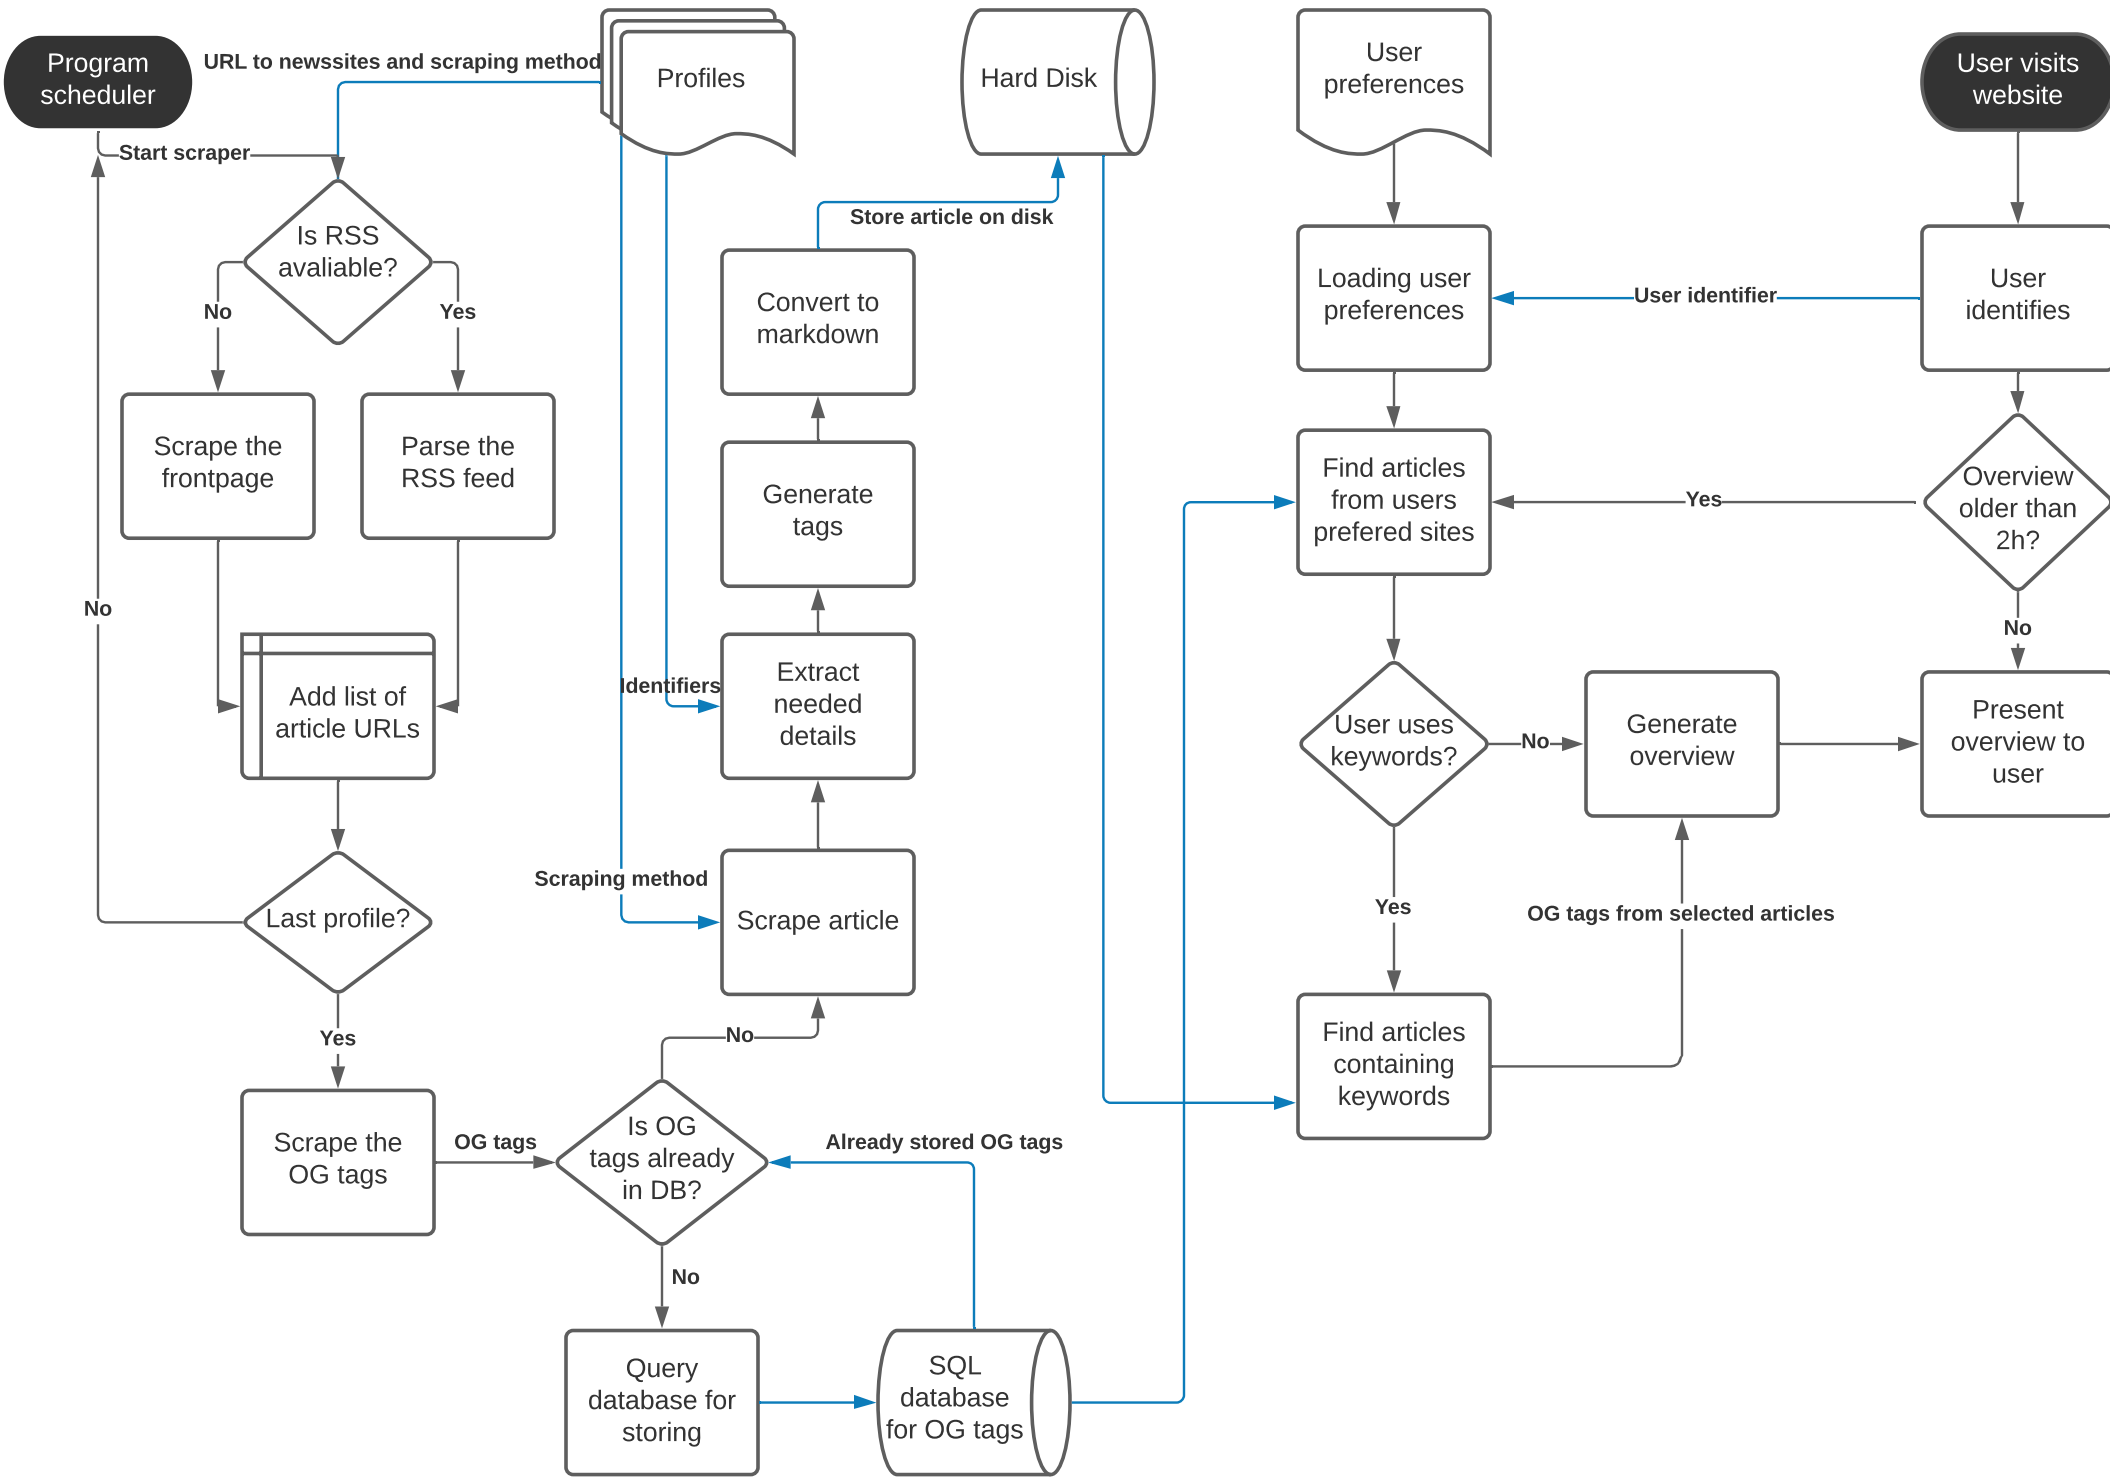 Program
scheduler
URL to newssites and scraping method
Profiles
Hard Disk
User
preferences
User visits
website
Start scraper
Is RSS
avaliable?
No
Yes
Store article on disk
Convert to
markdown
Loading user
preferences
User identifier
User
identifies
Scrape the
frontpage
Parse the
RSS feed
Generate
tags
Find articles
from users
prefered sites
Yes
Overview
older than
2h?
No
No
Add list of
article URLs
Identifiers
Extract
needed
details
User uses
keywords?
No
Generate
overview
Present
overview to
user
Last profile?
Scraping method
Scrape article
Yes
OG tags from selected articles
Yes
No
Find articles
containing
keywords
Scrape the
OG tags
OG tags
Is OG
tags already
in DB?
Already stored OG tags
No
Query
database for
storing
SQL
database
for OG tags